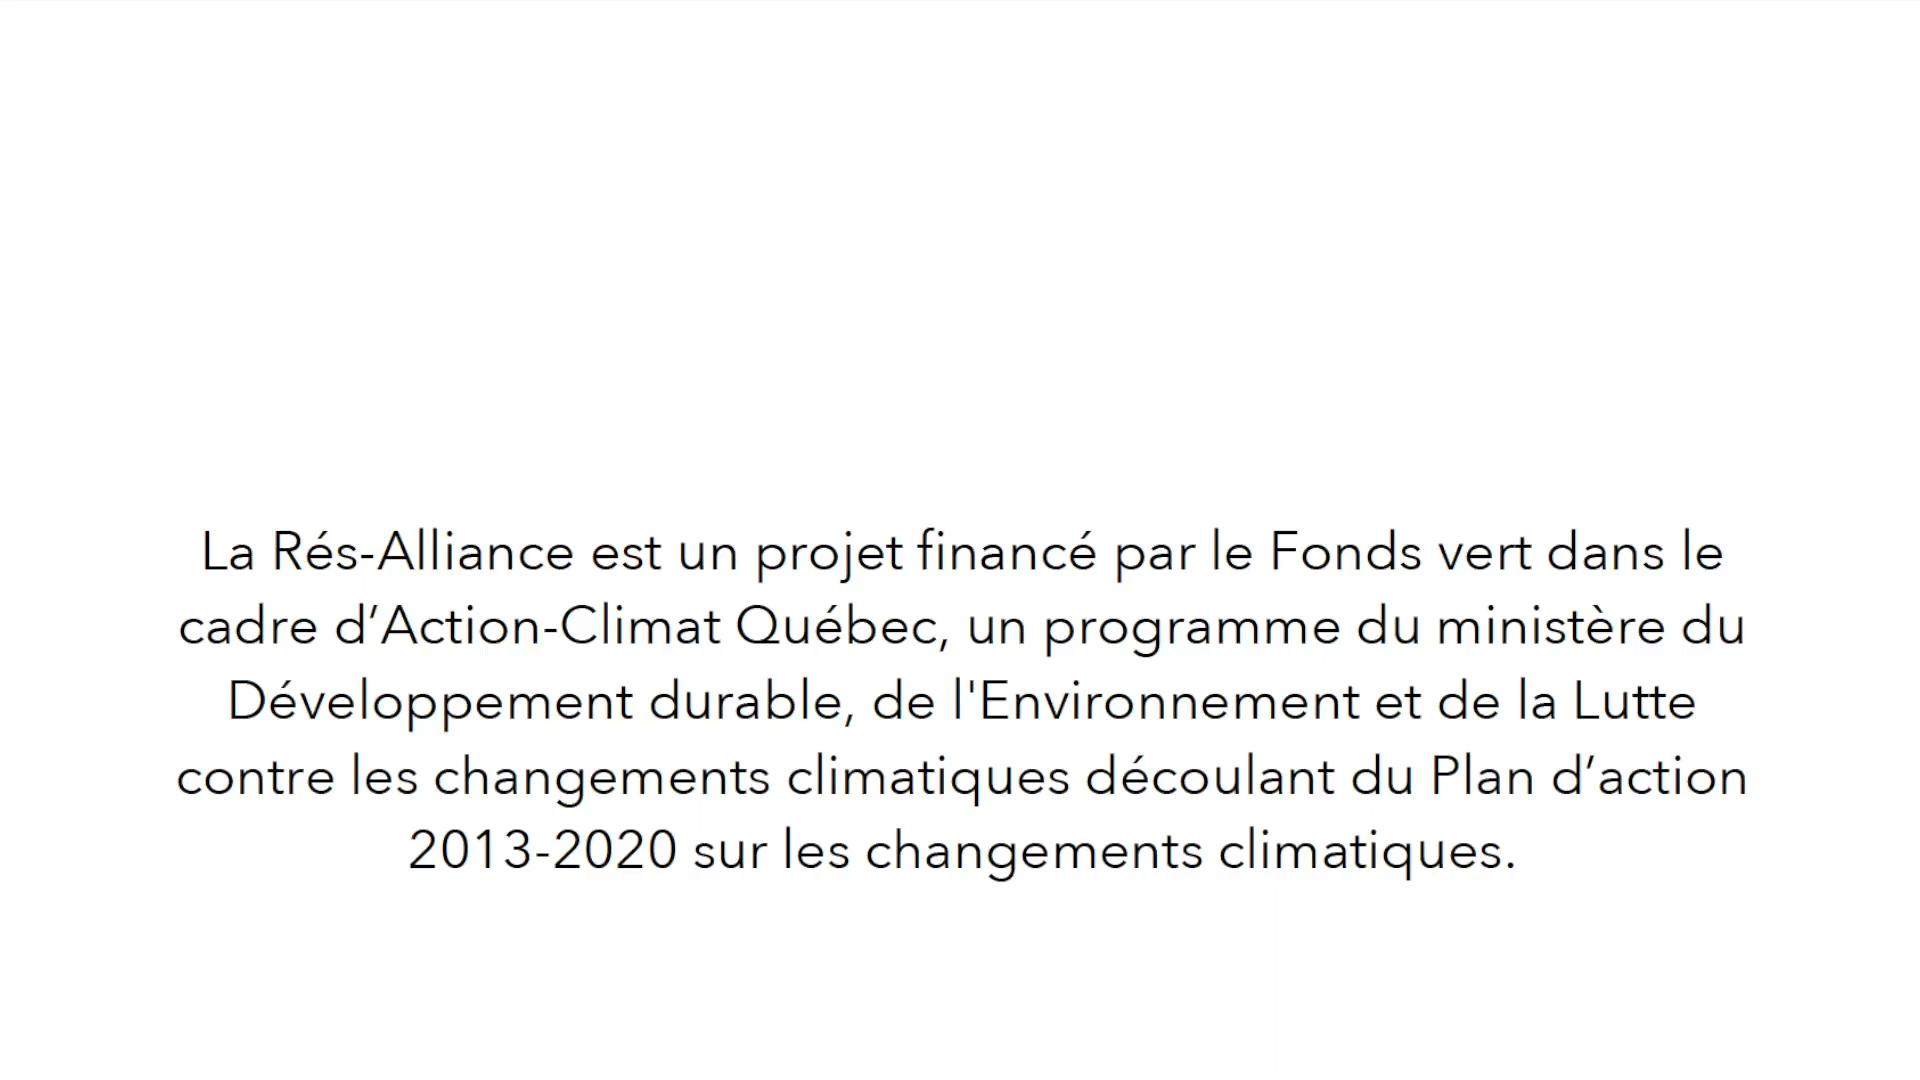 La Rés-Alliance est un projet financé par le Fonds vert dans le
cadre d’Action-Climat Québec, un programme du ministère du
Développement durable, de l'Environnement et de la Lutte
contre les changements climatiques découlant du Plan d’action
2013-2020 sur les changements climatiques.